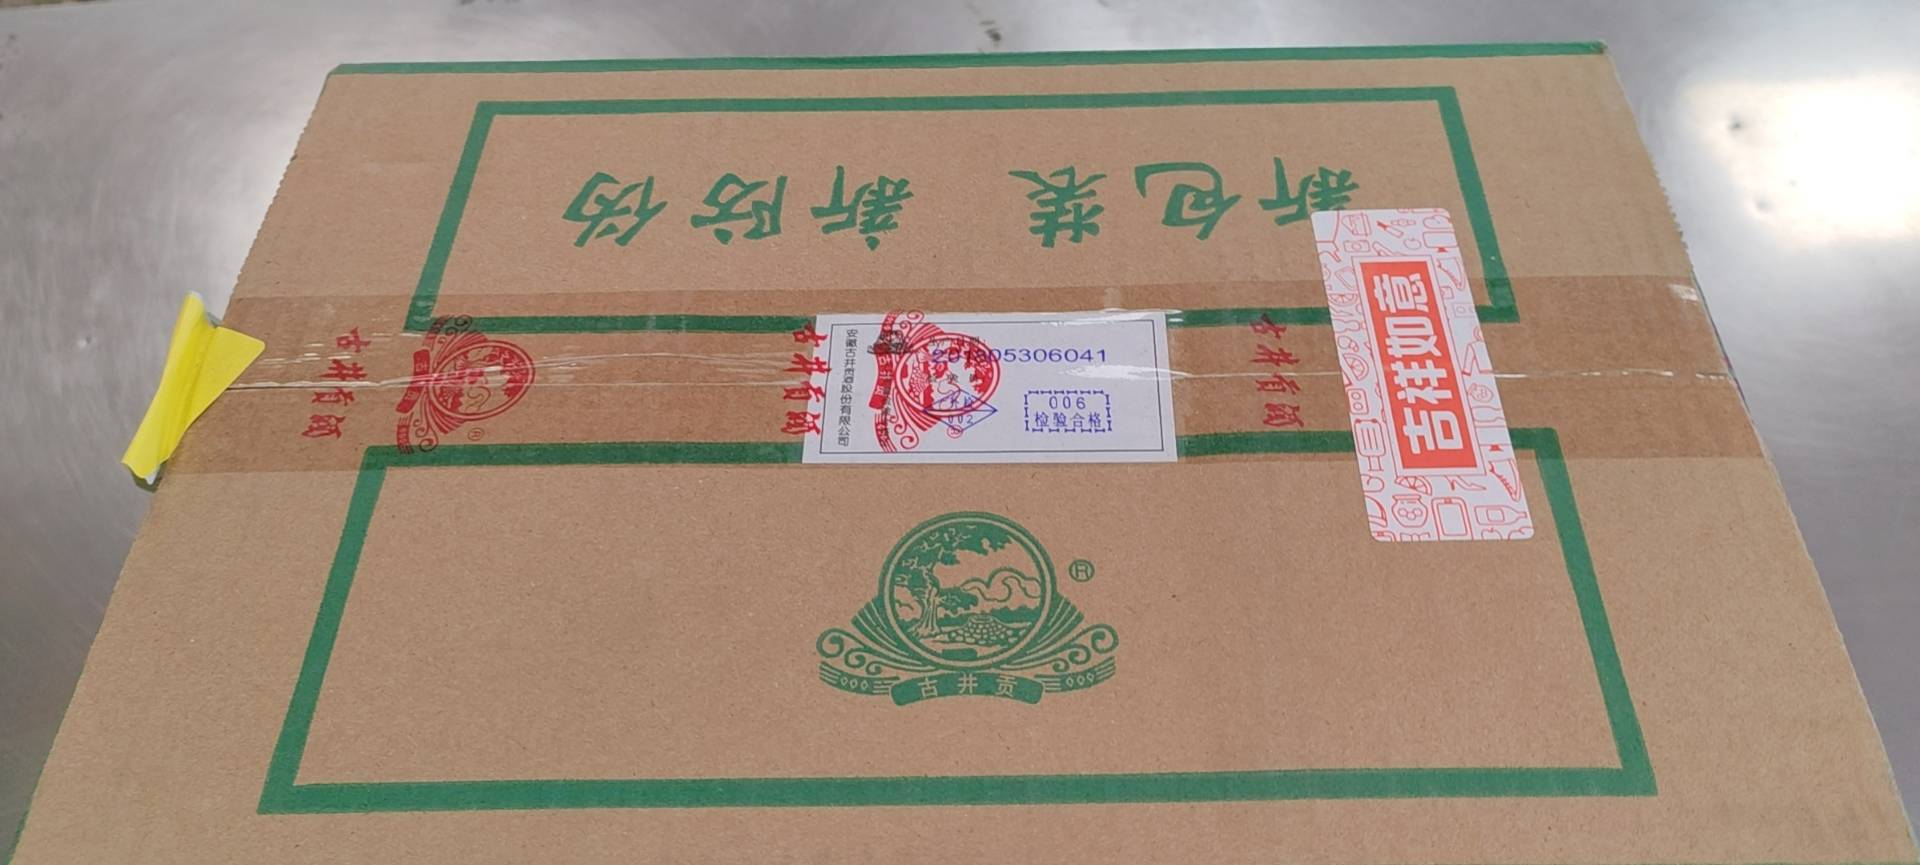 新包装 新防伪
古井贡酒
古井贡酒
古井贡酒
安徽古井贡酒股份有限公司
05306041
002
006
检验合格
吉祥如意
®
古井贡